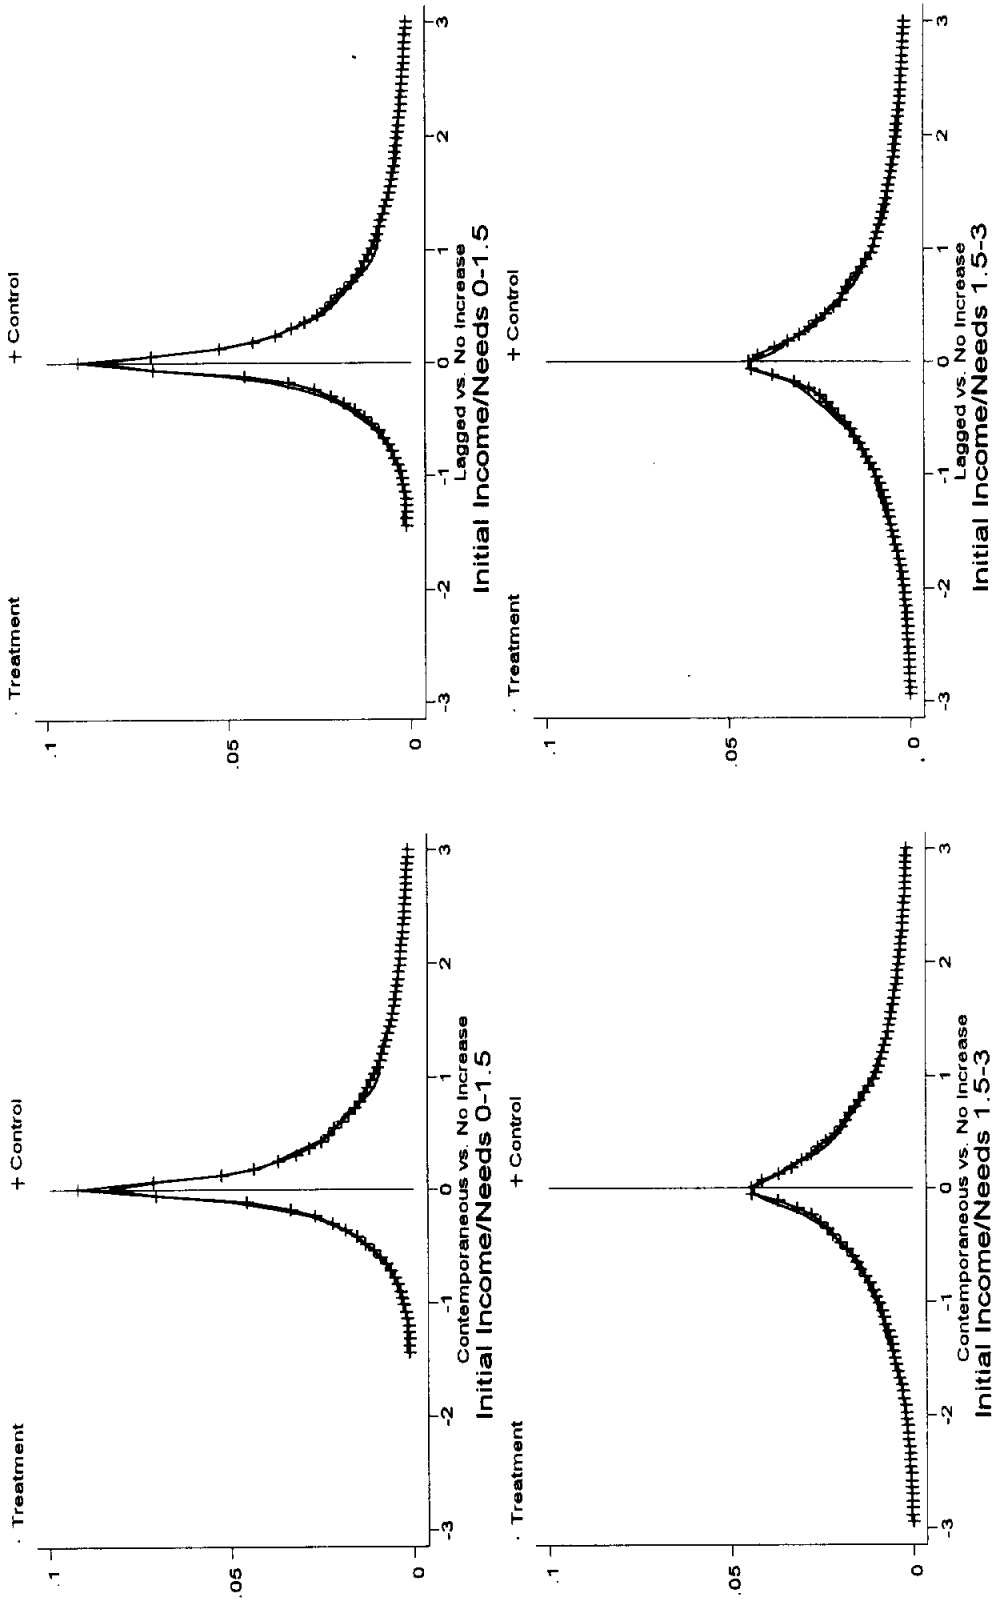 · Treatment + Control
.1
.05
0
-3 -2 -1 0 1 2 3
Contemporaneous vs. No Increase
Initial Income/Needs 0-1.5
· Treatment + Control
.1
.05
0
-3 -2 -1 0 1 2 3
Lagged vs. No Increase
Initial Income/Needs 0-1.5
· Treatment + Control
.1
.05
0
-3 -2 -1 0 1 2 3
Contemporaneous vs. No Increase
Initial Income/Needs 1.5-3
· Treatment + Control
.1
.05
0
-3 -2 -1 0 1 2 3
Lagged vs. No Increase
Initial Income/Needs 1.5-3